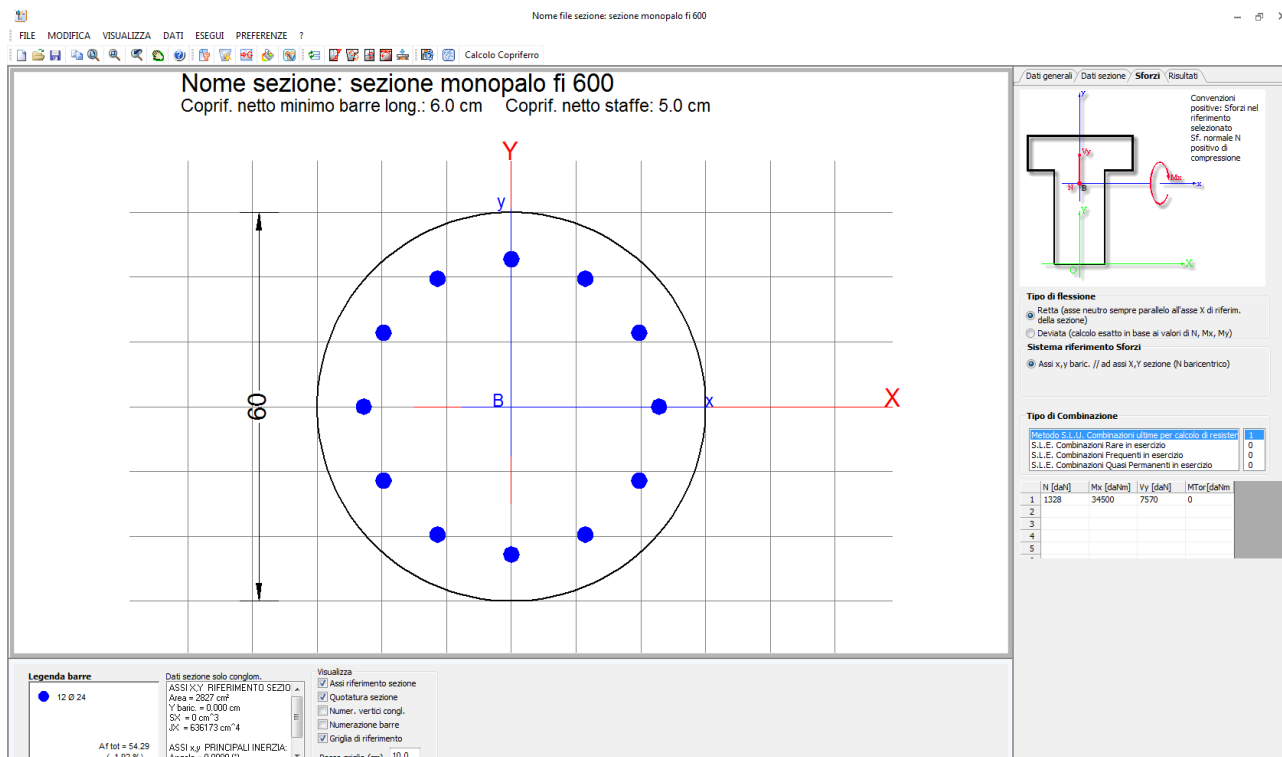 Nome file sezione: sezione monopalo fi 600
FILE MODIFICA VISUALIZZA DATI ESEGUI PREFERENZE ?
Calcolo Copriferro
Nome sezione: sezione monopalo fi 600
Coprif. netto minimo barre long.: 6.0 cm Coprif. netto staffe: 5.0 cm
Y
y
60
B
x
X
Dati generali Dati sezione Sforzi Risultati
Y
Vy
N
B
Mx
x
Y
O
X
Convenzioni
positive: Sforzi nel
riferimento
selezionato
Sf. normale N
positivo di
compressione
Tipo di flessione
Retta (asse neutro sempre parallelo all'asse X di riferim.
della sezione)
Deviata (calcolo esatto in base ai valori di N, Mx, My)
Sistema riferimento Sforzi
Assi x,y baric. // ad assi X,Y sezione (N baricentrico)
Tipo di Combinazione
Metodo S.L.U. Combinazioni ultime per calcolo di resister 1
S.L.E. Combinazioni Rare in esercizio 0
S.L.E. Combinazioni Frequenti in esercizio 0
S.L.E. Combinazioni Quasi Permanenti in esercizio 0
N [daN] Mx [daNm] Vy [daN] MTor[daNm
1 1328 34500 7570 0
2
3
4
5
Legenda barre
12 Ø 24
Af tot = 54.29
Dati sezione solo conglom.
ASSI X,Y RIFERIMENTO SEZIO
Area = 2827 cm²
Y baric. = 0.000 cm
SX = 0 cm^3
JX = 636173 cm^4
ASSI x,y PRINCIPALI INERZIA:
Visualizza
Assi riferimento sezione
Quotatura sezione
Numer. vertici congl.
Numerazione barre
Griglia di riferimento
10.0